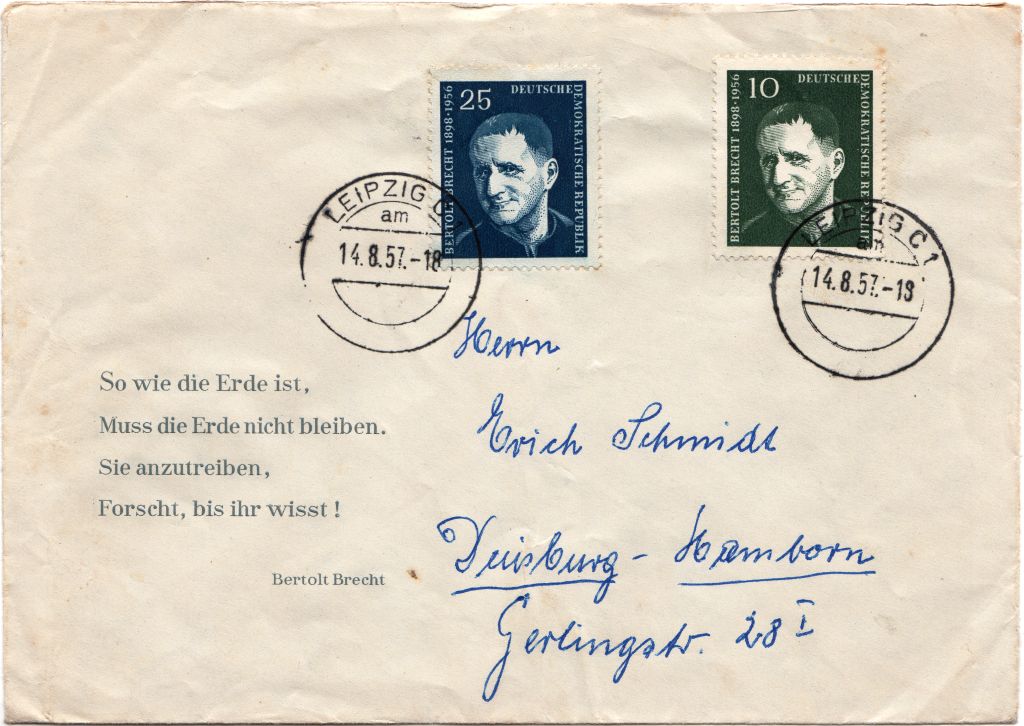 25
DEUTSCHE
DEMOKRATISCHE REPUBLIK
BERTOLT BRECHT 1898·1956
10
DEUTSCHE
DEMOKRATISCHE REPUBLIK
BERTOLT BRECHT 1898·1956
LEIPZIG C
am
14.8.57.-18
LEIPZIG C 1
am
14.8.57.-18
So wie die Erde ist,
Muss die Erde nicht bleiben.
Sie anzutreiben,
Forscht, bis ihr wisst!
Bertolt Brecht
Herrn
Erich Schmidt
Duisburg - Hamborn
Gerlingstr. 28 I